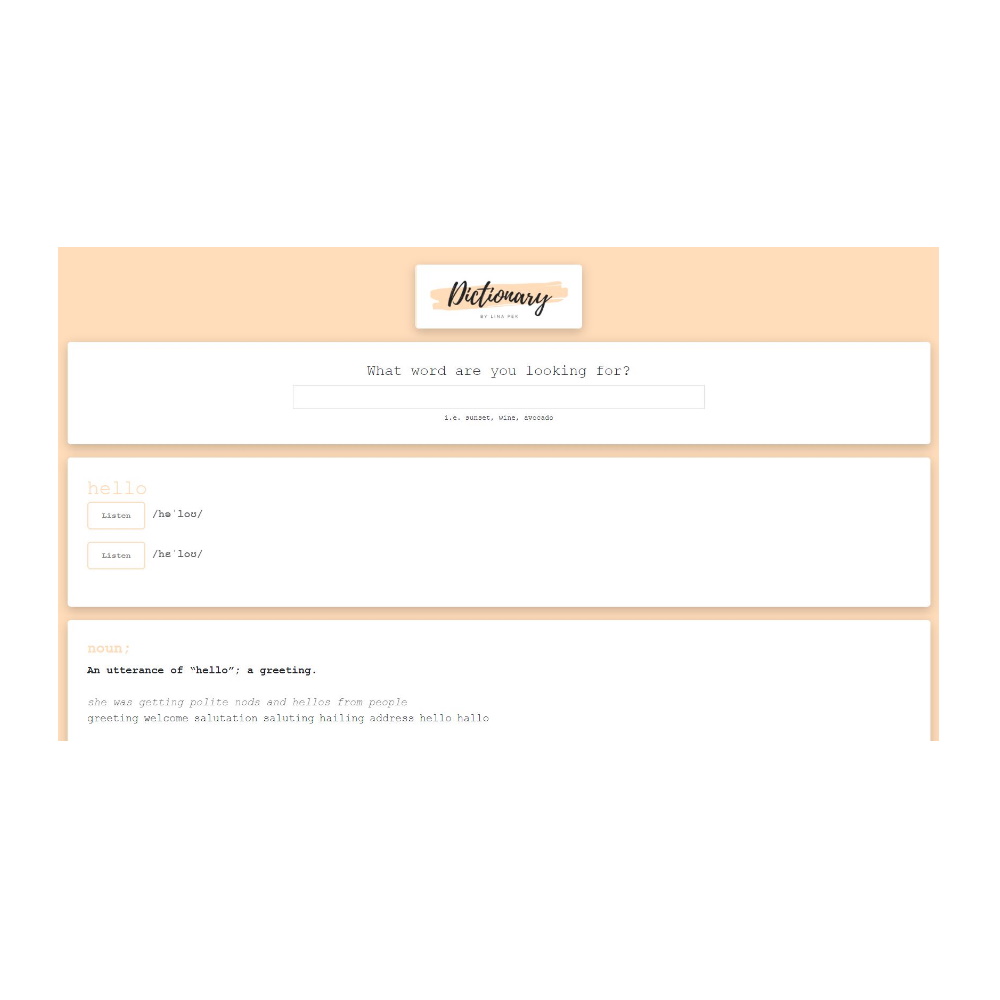 Dictionary
BY LINA PEK
What word are you looking for?
i.e. sunset, wine, avocado
hello
Listen /hɘˈloʊ/
Listen /hɛˈloʊ/
noun;
An utterance of “hello”; a greeting.
she was getting polite nods and hellos from people
greeting welcome salutation saluting hailing address hello hallo